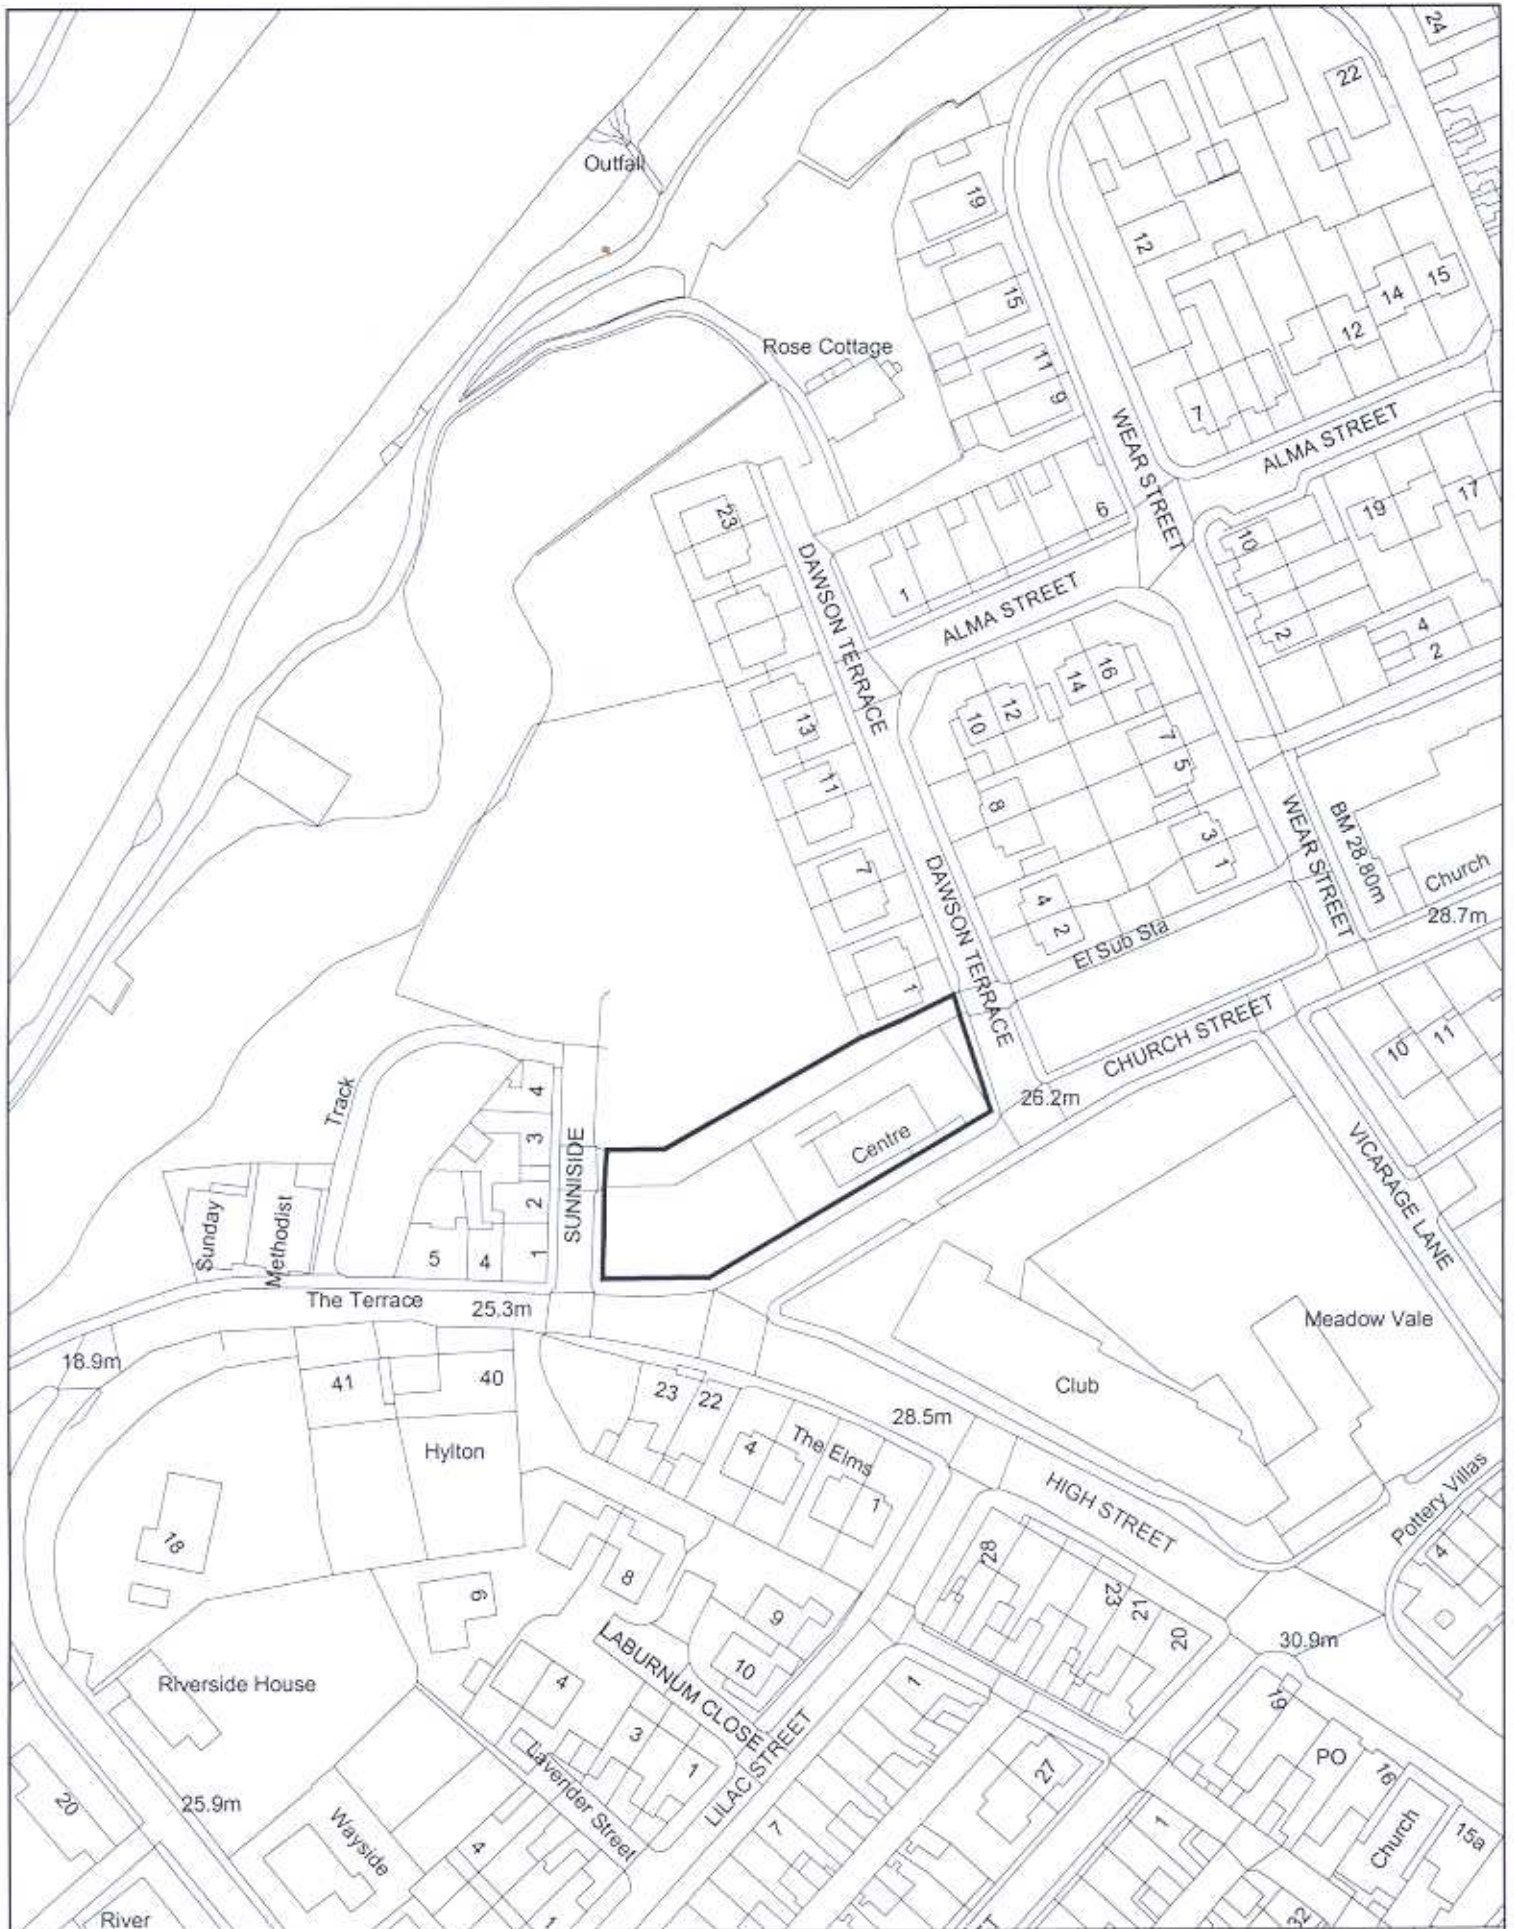 24
22
Outfall
19
12
15
15
14
12
Rose Cottage
11
9
7
WEAR STREET
ALMA STREET
23
6
19
17
10
DAWSON TERRACE
1
ALMA STREET
2
4
2
16
14
12
10
13
7
5
11
8
WEAR STREET
BM 28.80m
3
1
Church
7
DAWSON TERRACE
4
2
28.7m
El Sub Sta
1
CHURCH STREET
10
11
26.2m
Track
4
3
Centre
VICARAGE LANE
SUNNISIDE
2
Sunday
Methodist
5
4
1
The Terrace
25.3m
Meadow Vale
18.9m
41
40
23
22
Club
28.5m
Hylton
4
The Elms
1
HIGH STREET
Pottery Villas
18
28
4
9
8
23
21
9
20
LABURNUM CLOSE
10
30.9m
Riverside House
4
1
19
3
LILAC STREET
1
27
PO
16
Lavender Street
20
25.9m
Wayside
7
1
Church
15a
4
River
1
32
ET